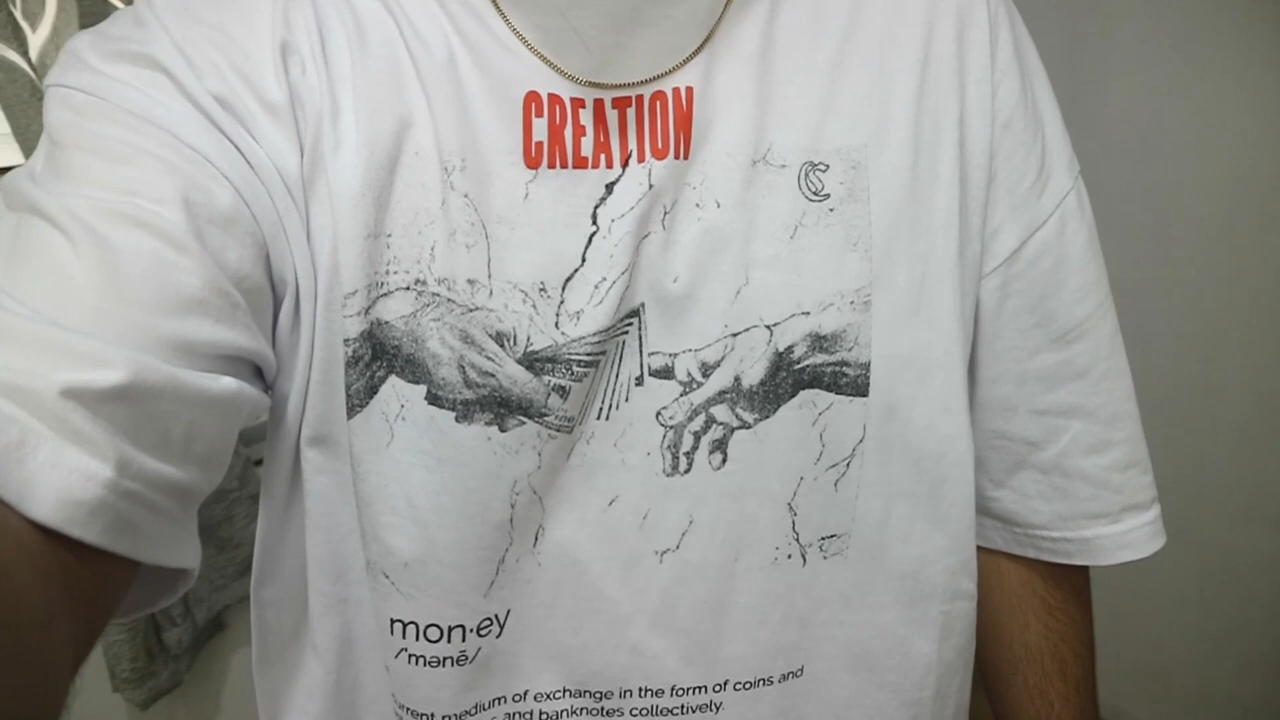 CREATION
mon·ey
/ˈmənē/
medium of exchange in the form of coins and
and banknotes collectively.